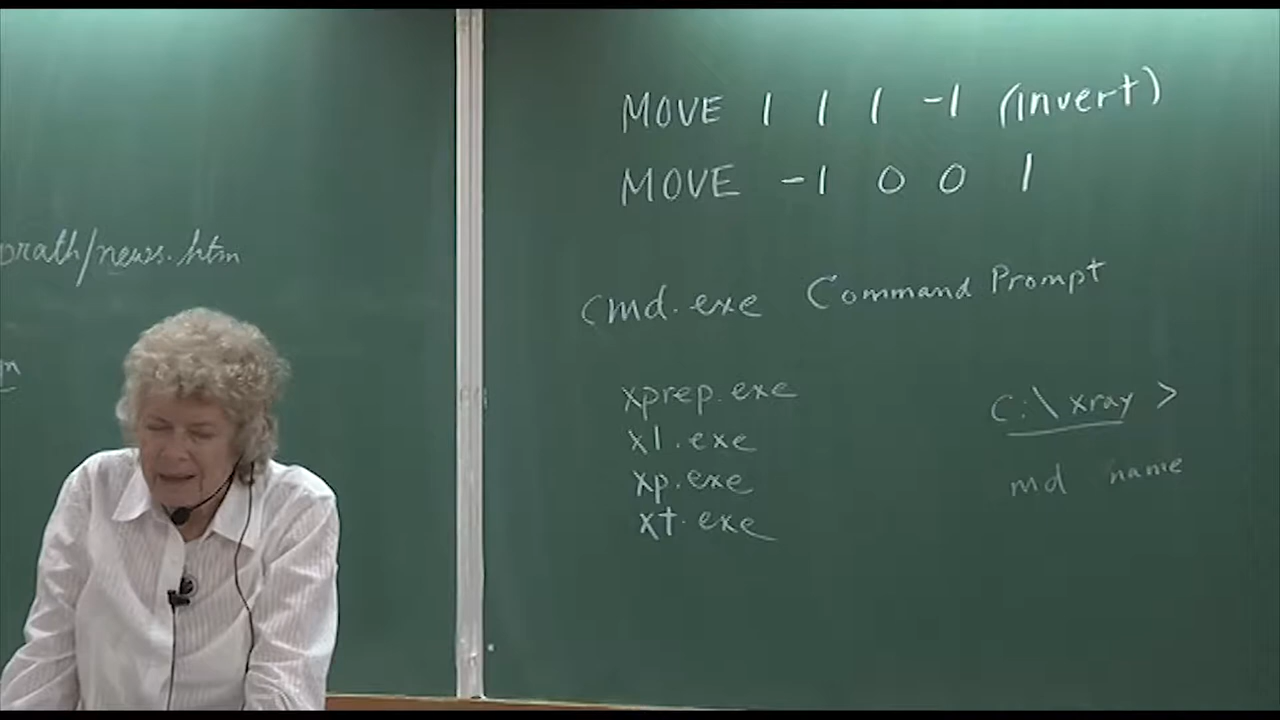 orath/news.htm
MOVE 1 1 1 -1 (invert)
MOVE -1 0 0 1
cmd.exe Command Prompt
xprep.exe
xl.exe
xp.exe
xt.exe
C:\xray >
md name